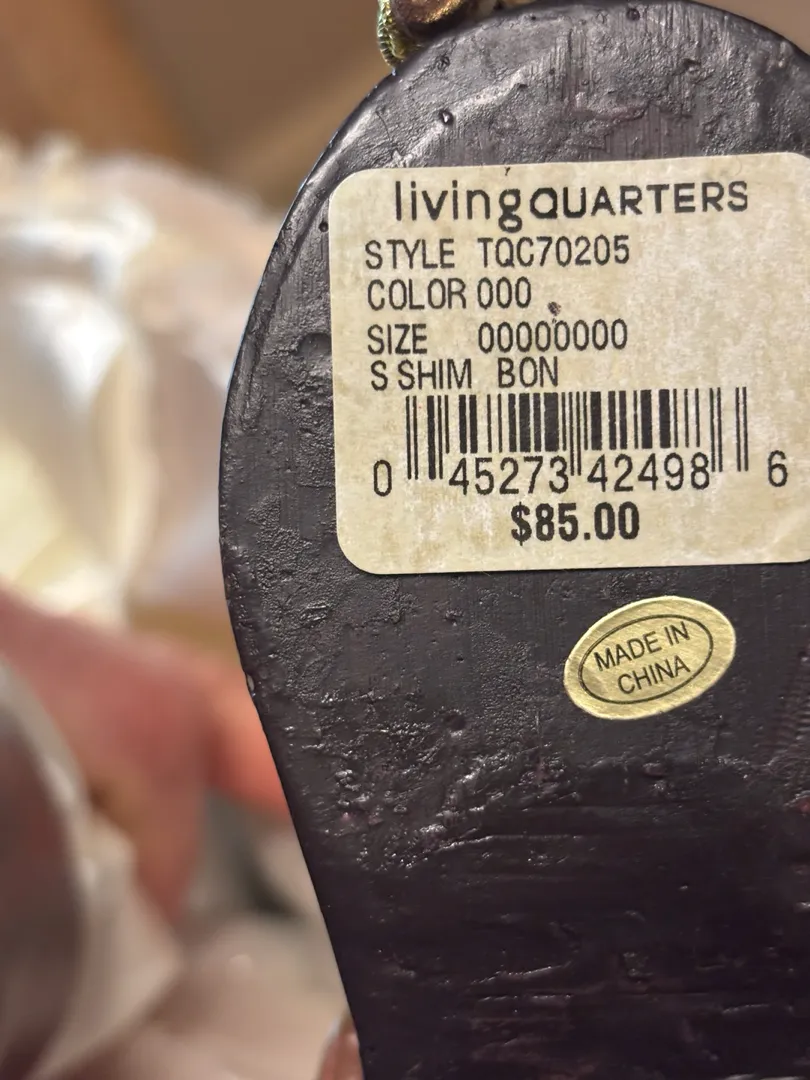 livingQUARTERS
STYLE TQC70205
COLOR 000
SIZE 00000000
S SHIM BON
0 45273 42498 6
$85.00
MADE IN
CHINA